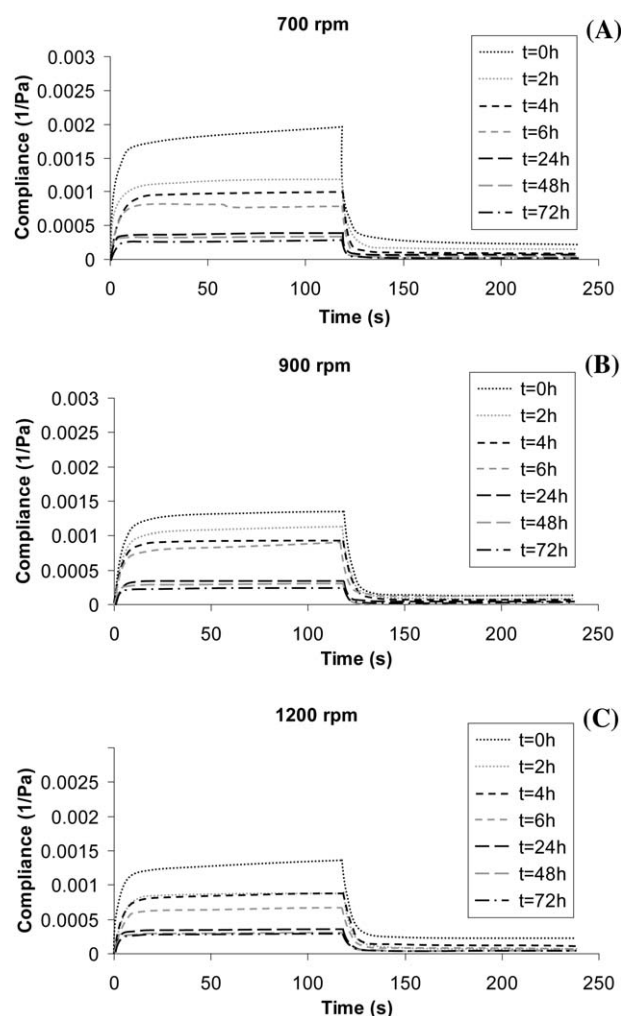 700 rpm
(A)
0.003
0.0025
0.002
0.0015
0.001
0.0005
0
Compliance (1/Pa)
0
50
100
150
200
250
Time (s)
t=0h
t=2h
t=4h
t=6h
t=24h
t=48h
t=72h
900 rpm
(B)
0.003
0.0025
0.002
0.0015
0.001
0.0005
0
Compliance (1/Pa)
0
50
100
150
200
250
Time (s)
t=0h
t=2h
t=4h
t=6h
t=24h
t=48h
t=72h
1200 rpm
(C)
0.0025
0.002
0.0015
0.001
0.0005
0
Compliance (1/Pa)
0
50
100
150
200
250
Time (s)
t=0h
t=2h
t=4h
t=6h
t=24h
t=48h
t=72h